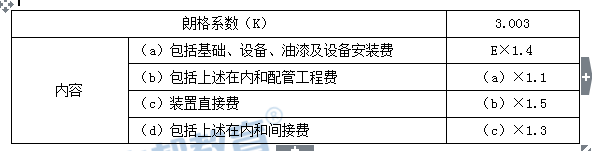 朗格系数（K） 3.003
内容
（a）包括基础、设备、油漆及设备安装费 E×1.4
（b）包括上述在内和配管工程费 （a）×1.1
（c）装置直接费 （b）×1.5
（d）包括上述在内和间接费 （c）×1.3
教育®